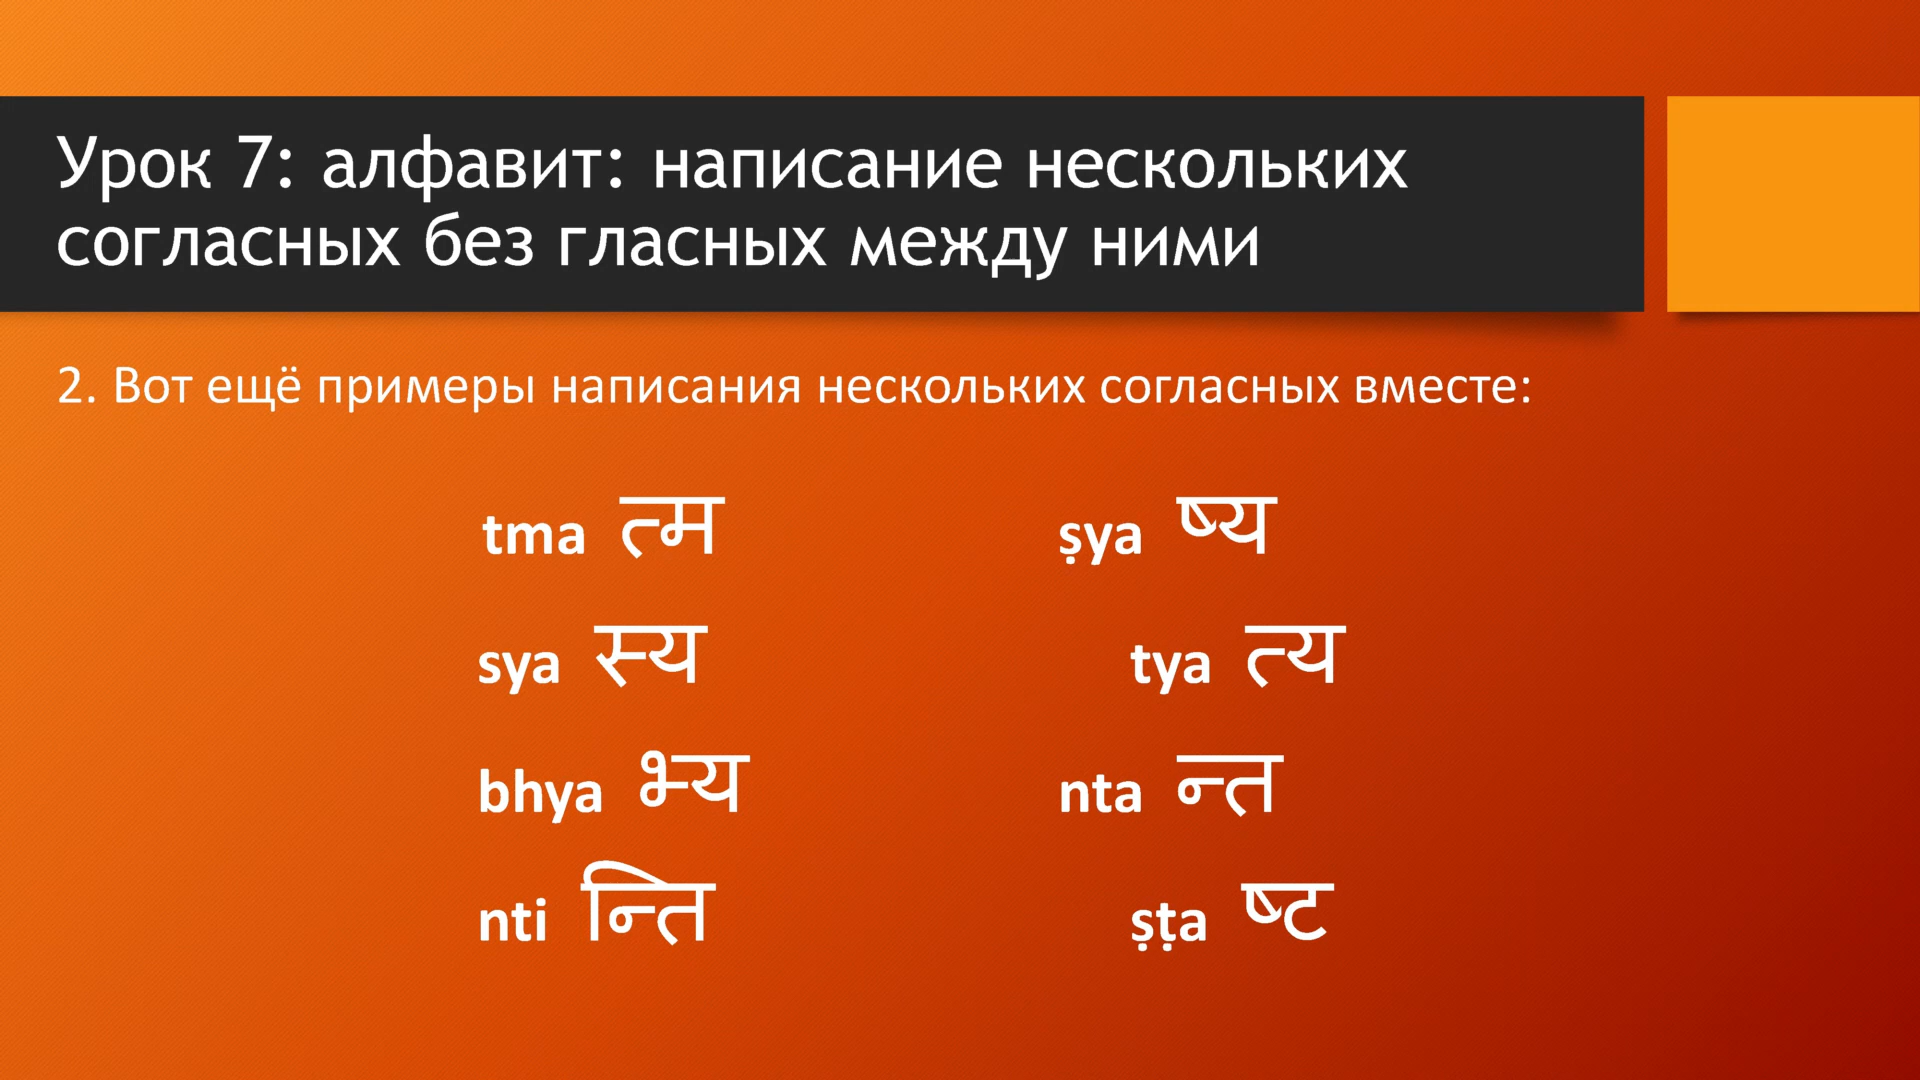 Урок 7: алфавит: написание нескольких
согласных без гласных между ними
2. Вот ещё примеры написания нескольких согласных вместе:
tma त्म ṣya ष्य
sya स्य tya त्य
bhya भ्य nta न्त
nti न्ति ṣṭa ष्ट